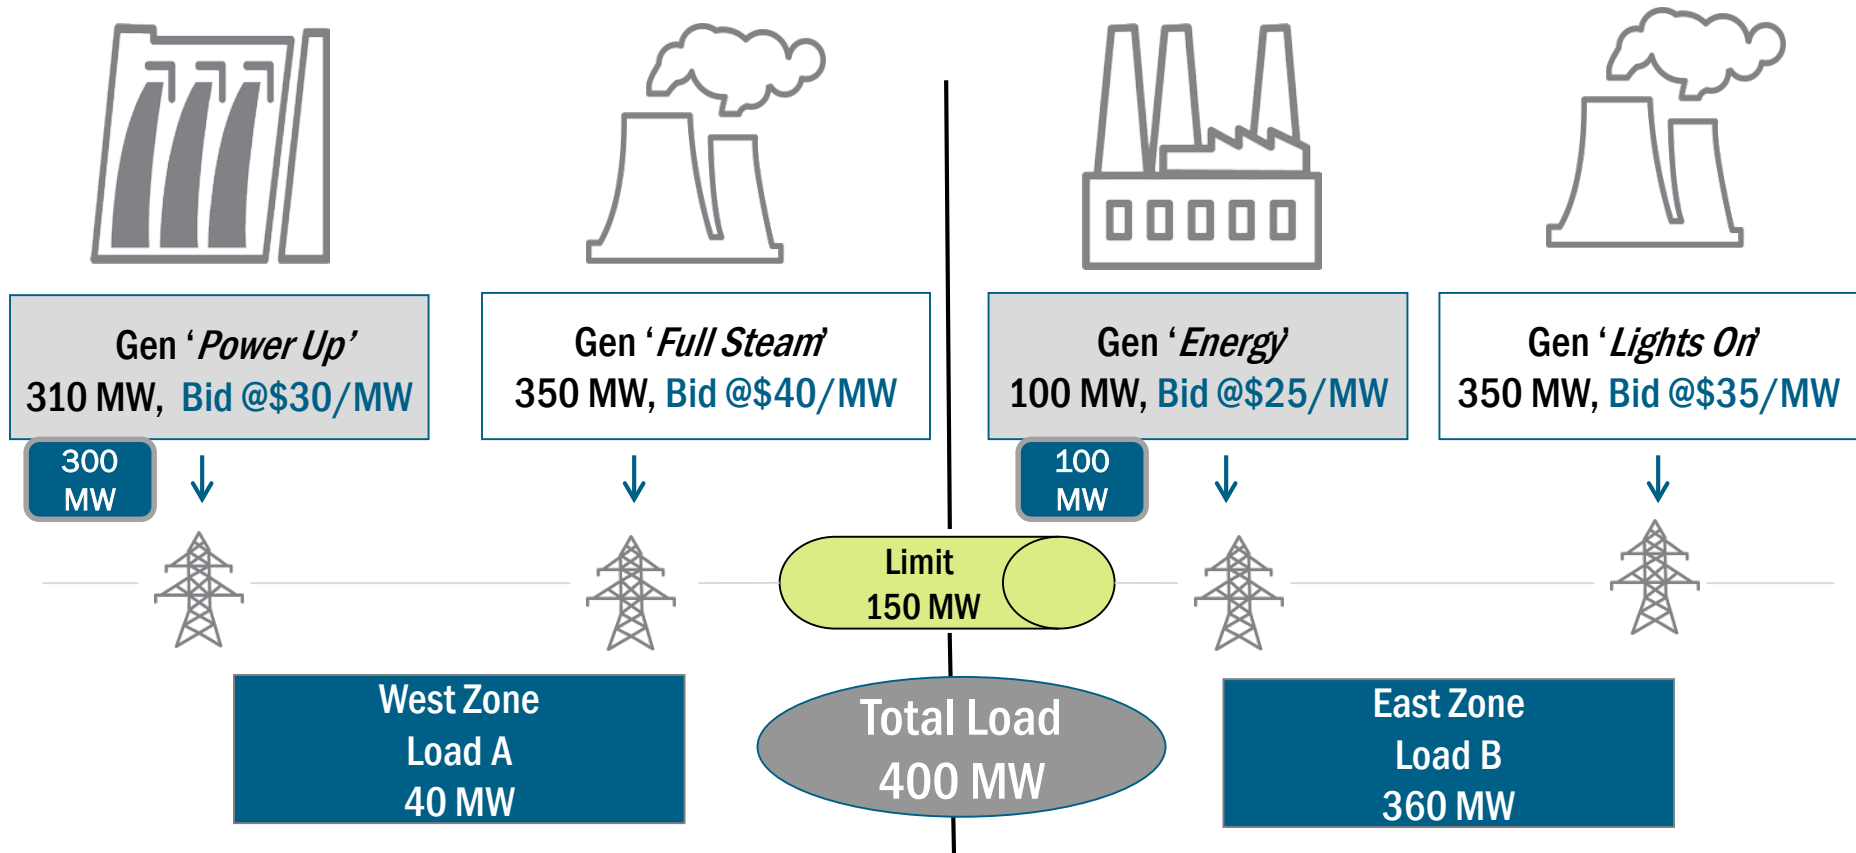 Gen ‘Power Up’
310 MW, Bid @$30/MW
300
MW
Gen ‘Full Steam’
350 MW, Bid @$40/MW
Gen ‘Energy’
100 MW, Bid @$25/MW
100
MW
Gen ‘Lights On’
350 MW, Bid @$35/MW
Limit
150 MW
West Zone
Load A
40 MW
Total Load
400 MW
East Zone
Load B
360 MW